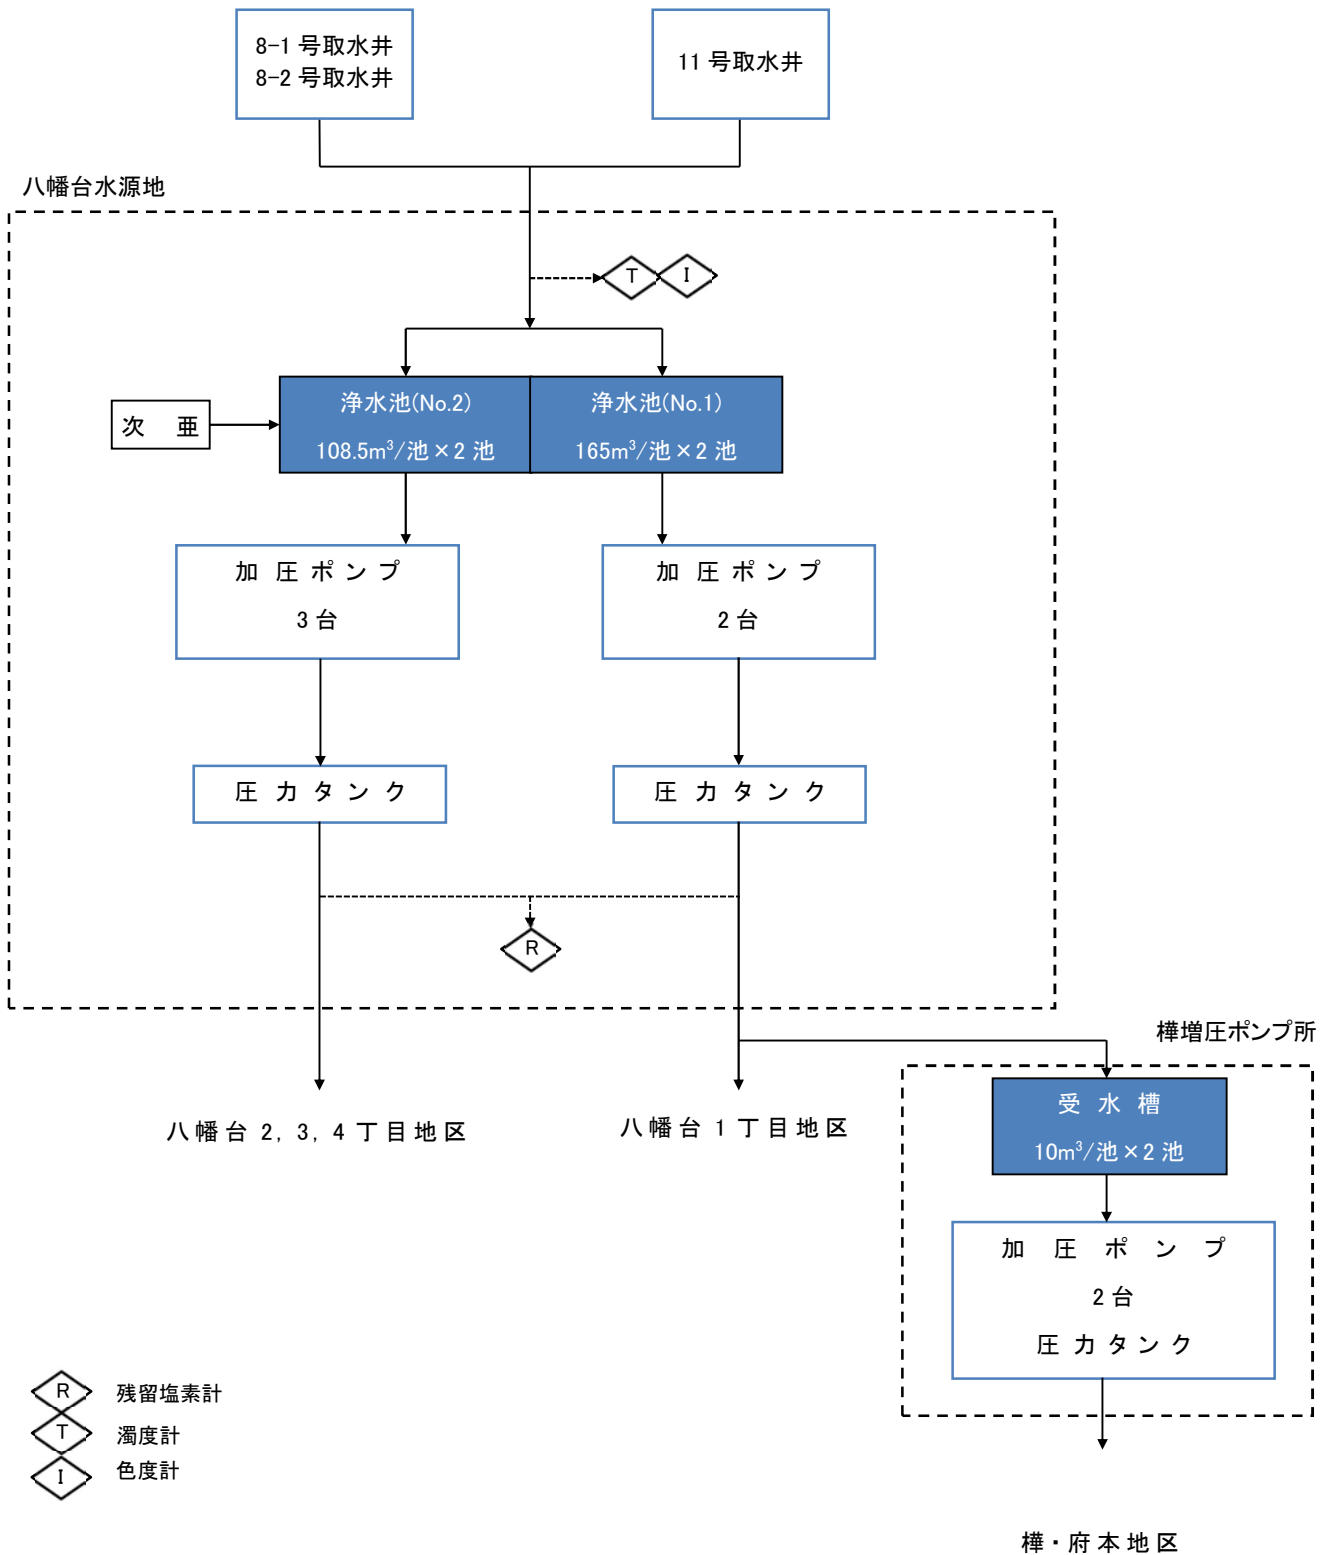 8-1 号取水井
8-2 号取水井
11 号取水井
八幡台水源地
T
I
次　亜
浄水池(No.2)
108.5m³/池×2 池
浄水池(No.1)
165m³/池×2 池
加 圧 ポ ン プ
3 台
加 圧 ポ ン プ
2 台
圧 力 タ ン ク
圧 力 タ ン ク
R
樺増圧ポンプ所
八幡台 2, 3, 4 丁目地区
八幡台 1 丁目地区
受 水 槽
10m³/池×2 池
加 圧 ポ ン プ
2 台
圧 力 タ ン ク
R 残留塩素計
T 濁度計
I 色度計
樺・府本地区